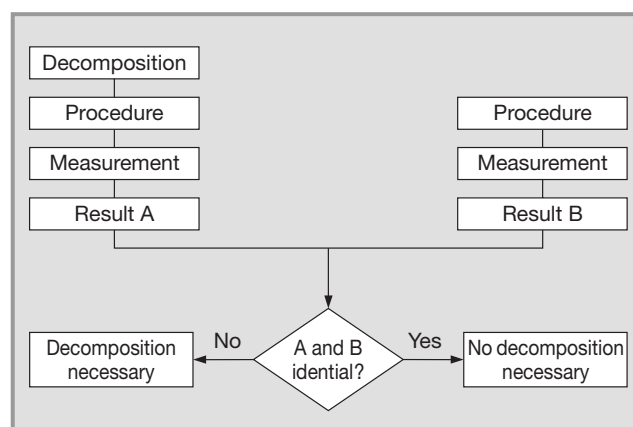 Decomposition
Procedure
Measurement
Result A
Procedure
Measurement
Result B
No
A and B
idential?
Yes
Decomposition
necessary
No decomposition
necessary